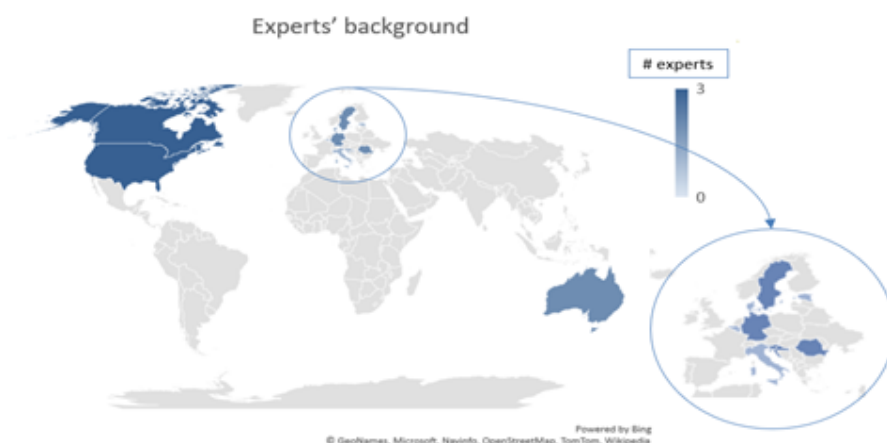 Experts' background
# experts
3
0
Powered by Bing
© GeoNames, Microsoft, Navinfo, OpenStreetMap, TomTom, Wikipedia